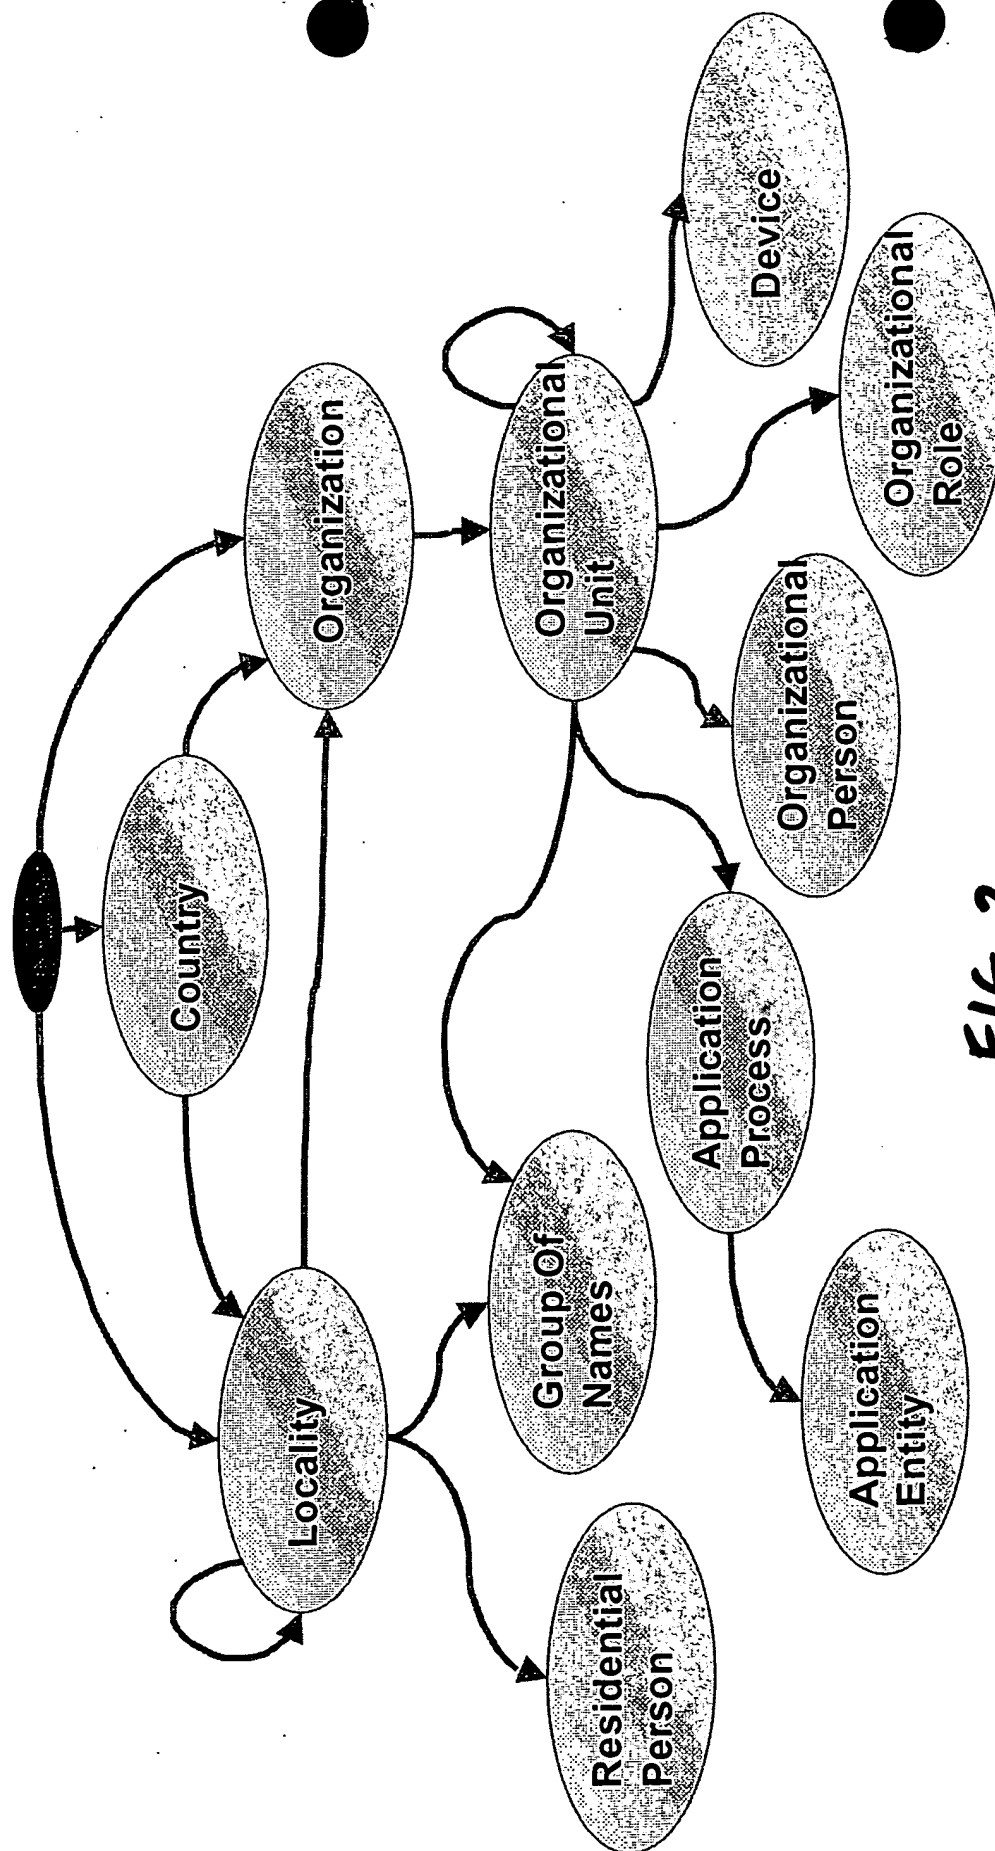 Country
Locality
Organization
Group Of
Names
Organizational
Unit
Residential
Person
Application
Process
Device
Organizational
Person
Application
Entity
Organizational
Role
FIG.